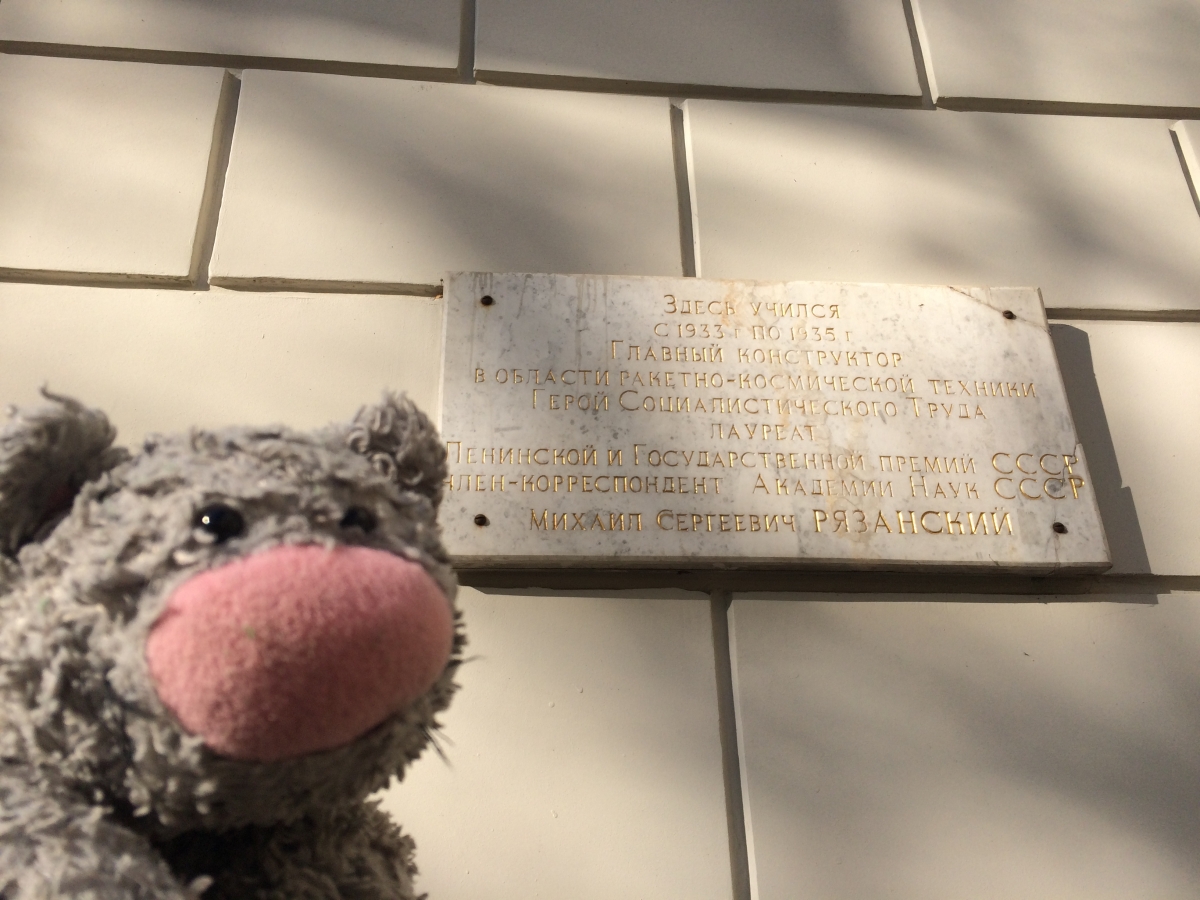 Здесь учился
с 1933 г по 1935 г.
Главный конструктор
в области ракетно-космической техники
Герой Социалистического Труда
лауреат
Ленинской и Государственной премий СССР
член-корреспондент Академии Наук СССР
Михаил Сергеевич РЯЗАНСКИЙ